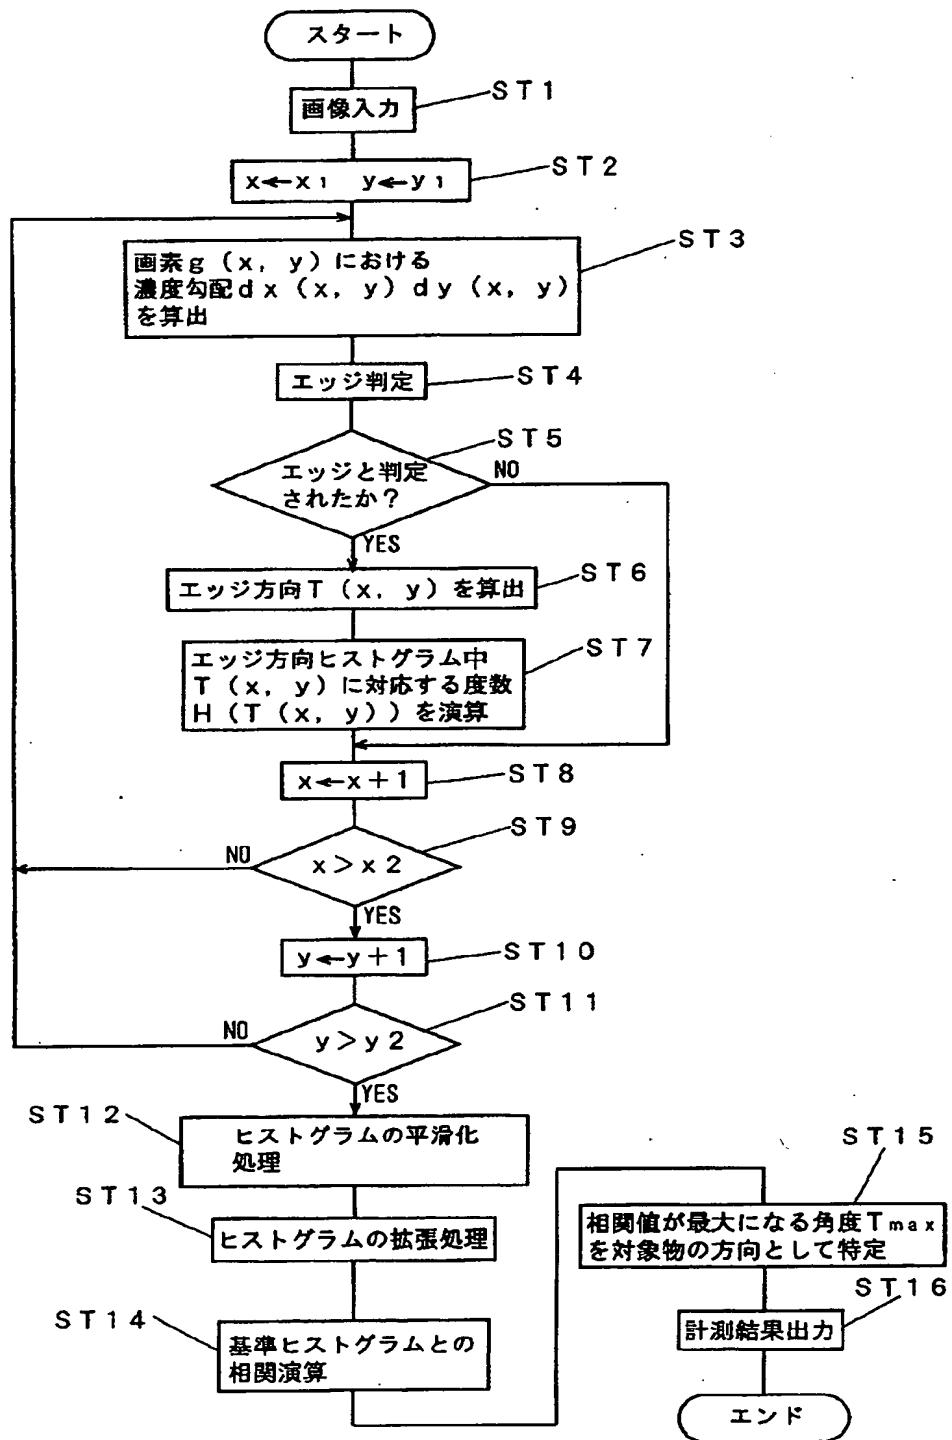 スタート
画像入力
ST1
x←x1 y←y1
ST2
画素g(x,y)における
濃度勾配dx(x,y)dy(x,y)
を算出
ST3
エッジ判定
ST4
エッジと判定
されたか?
ST5
NO
YES
エッジ方向T(x,y)を算出
ST6
エッジ方向ヒストグラム中
T(x,y)に対応する度数
H(T(x,y))を演算
ST7
x←x+1
ST8
x>x2
ST9
NO
YES
y←y+1
ST10
y>y2
ST11
NO
YES
ST12
ヒストグラムの平滑化
処理
ST13
ヒストグラムの拡張処理
ST14
基準ヒストグラムとの
相関演算
ST15
相関値が最大になる角度Tmax
を対象物の方向として特定
ST16
計測結果出力
エンド